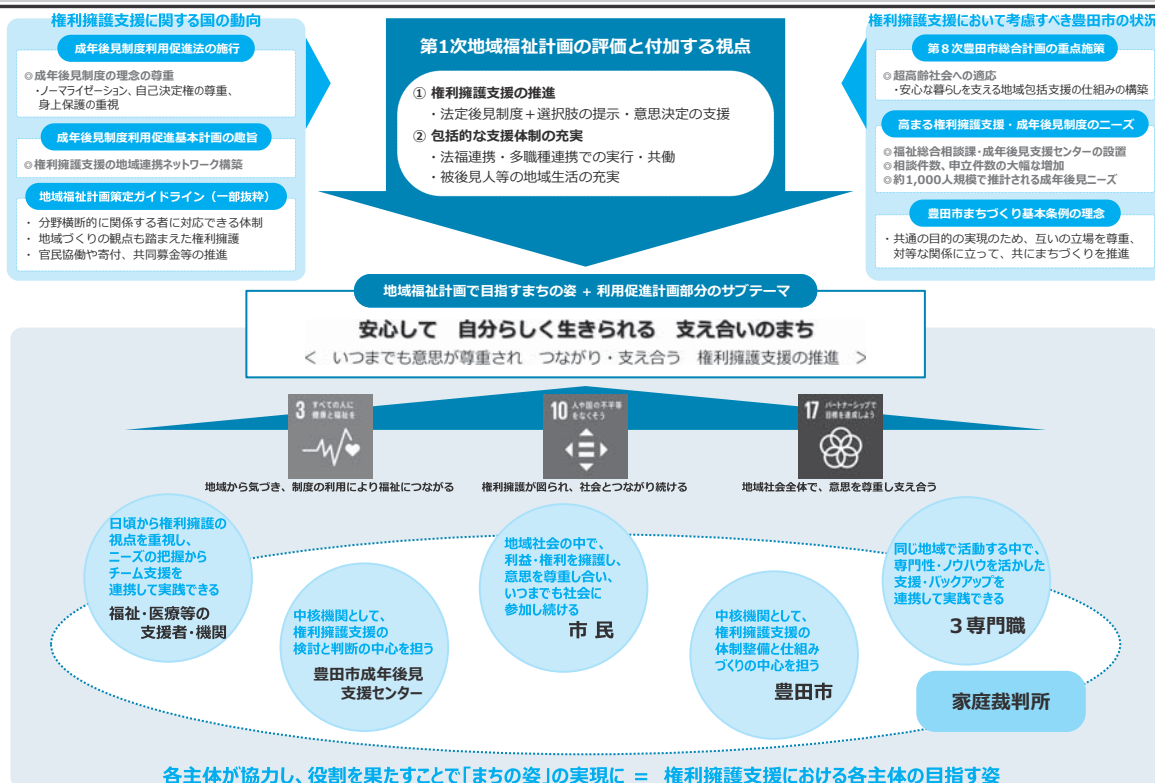 権利擁護支援に関する国の動向
成年後見制度利用促進法の施行
◎成年後見制度の理念の尊重
・ノーマライゼーション、自己決定権の尊重、
身上保護の重視
成年後見制度利用促進基本計画の趣旨
◎権利擁護支援の地域連携ネットワーク構築
地域福祉計画策定ガイドライン（一部抜粋）
・ 分野横断的に関係する者に対応できる体制
・ 地域づくりの観点も踏まえた権利擁護
・ 官民協働や寄付、共同募金等の推進
第1次地域福祉計画の評価と付加する視点
① 権利擁護支援の推進
・法定後見制度＋選択肢の提示・意思決定の支援
② 包括的な支援体制の充実
・法福連携・多職種連携での実行・共働
・被後見人等の地域生活の充実
権利擁護支援において考慮すべき豊田市の状況
第８次豊田市総合計画の重点施策
◎超高齢社会への適応
・安心な暮らしを支える地域包括支援の仕組みの構築
高まる権利擁護支援・成年後見制度のニーズ
◎福祉総合相談課・成年後見支援センターの設置
◎相談件数、申立件数の大幅な増加
◎約1,000人規模で推計される成年後見ニーズ
豊田市まちづくり基本条例の理念
・共通の目的の実現のため、互いの立場を尊重、
対等な関係に立って、共にまちづくりを推進
地域福祉計画で目指すまちの姿 + 利用促進計画部分のサブテーマ
安心して 自分らしく生きられる 支え合いのまち
＜ いつまでも意思が尊重され つながり・支え合う 権利擁護支援の推進 ＞
3 すべての人に
健康と福祉を
10 人や国の不平等
をなくそう
17 パートナーシップで
目標を達成しよう
地域から気づき、制度の利用により福祉につながる
権利擁護が図られ、社会とつながり続ける
地域社会全体で、意思を尊重し支え合う
日頃から権利擁護の
視点を重視し、
ニーズの把握から
チーム支援を
連携して実践できる
福祉・医療等の
支援者・機関
中核機関として、
権利擁護支援の
検討と判断の中心を担う
豊田市成年後見
支援センター
地域社会の中で、
利益・権利を擁護し、
意思を尊重し合い、
いつまでも社会に
参加し続ける
市 民
中核機関として、
権利擁護支援の
体制整備と仕組み
づくりの中心を担う
豊田市
同じ地域で活動する中で、
専門性・ノウハウを活かした
支援・バックアップを
連携して実践できる
３専門職
家庭裁判所
各主体が協力し、役割を果たすことで「まちの姿」の実現に ＝ 権利擁護支援における各主体の目指す姿